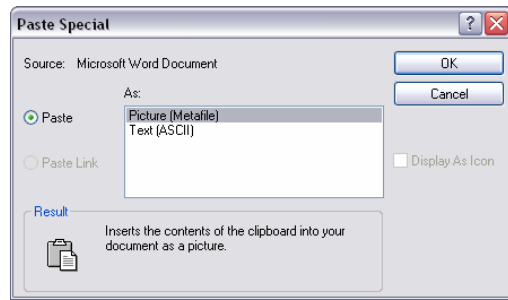 Paste Special
Source: Microsoft Word Document
OK
Cancel
As:
Paste
Picture (Metafile)
Text (ASCII)
Paste Link
Display As Icon
Result
Inserts the contents of the clipboard into your
document as a picture.